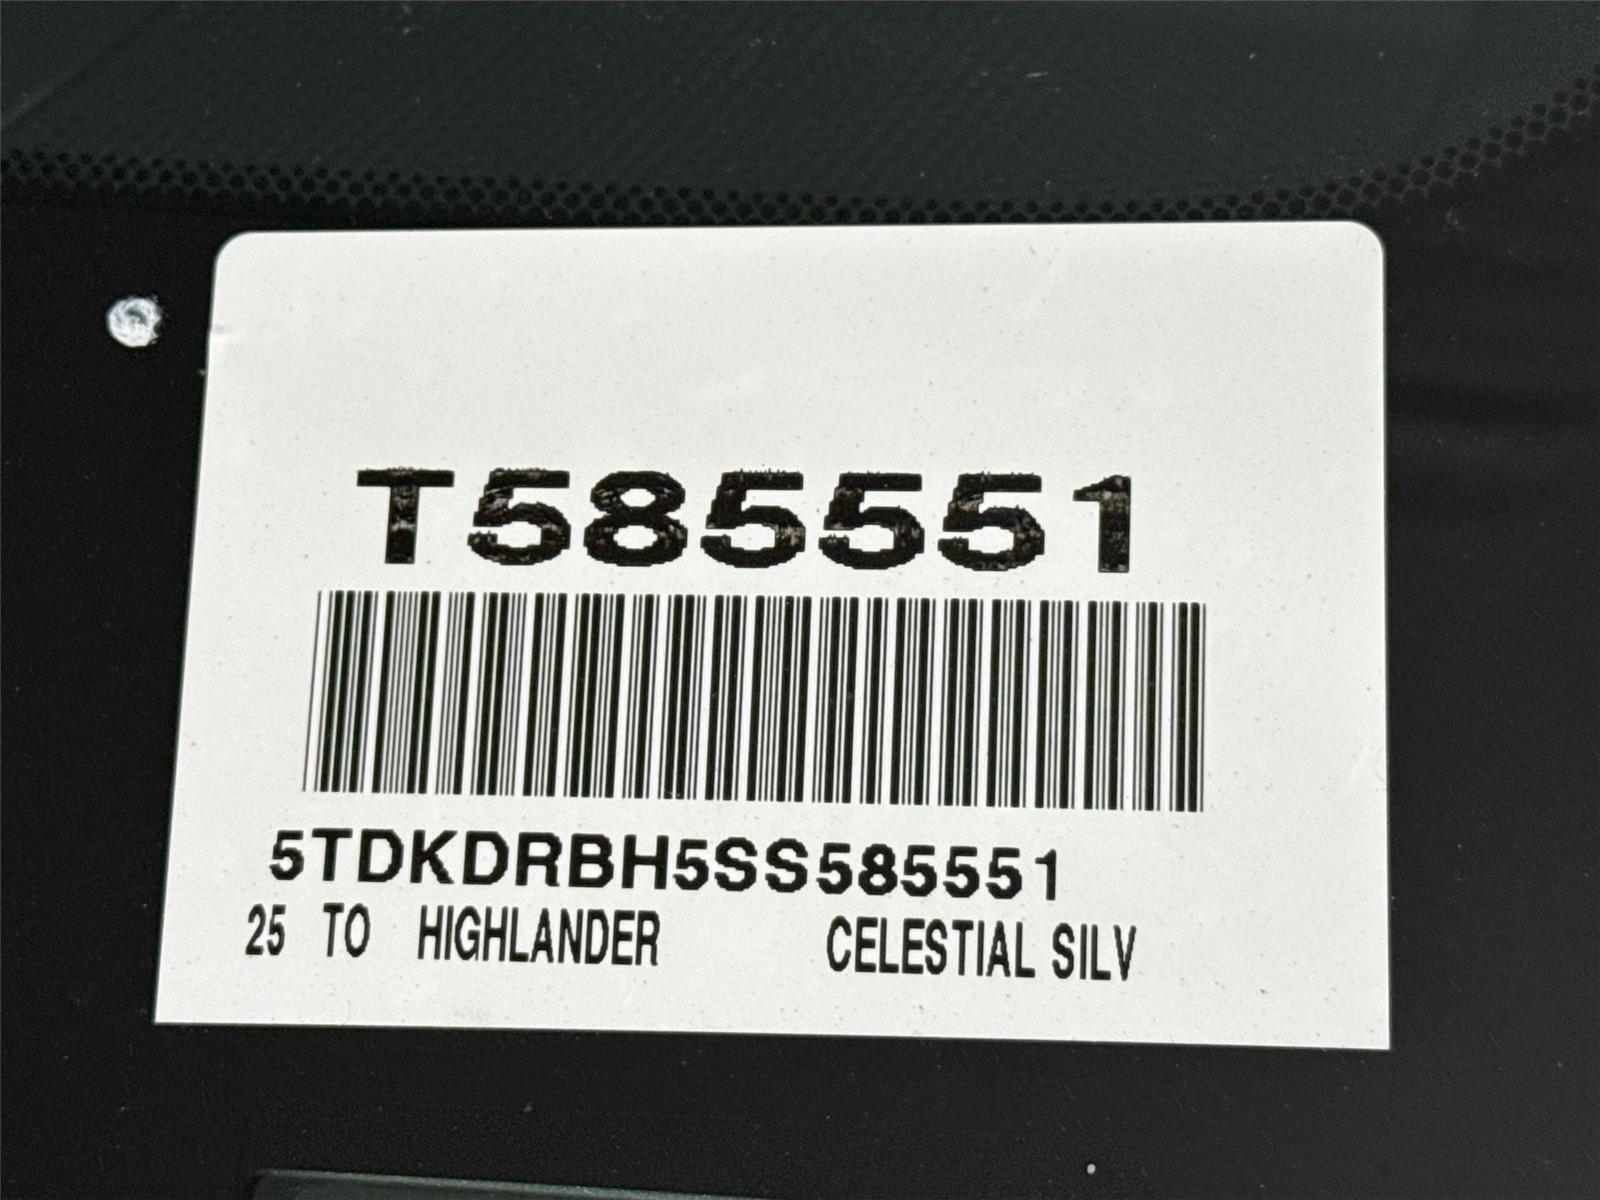 T585551
5TDKDRBH5SS585551
25 TO HIGHLANDER CELESTIAL SILV